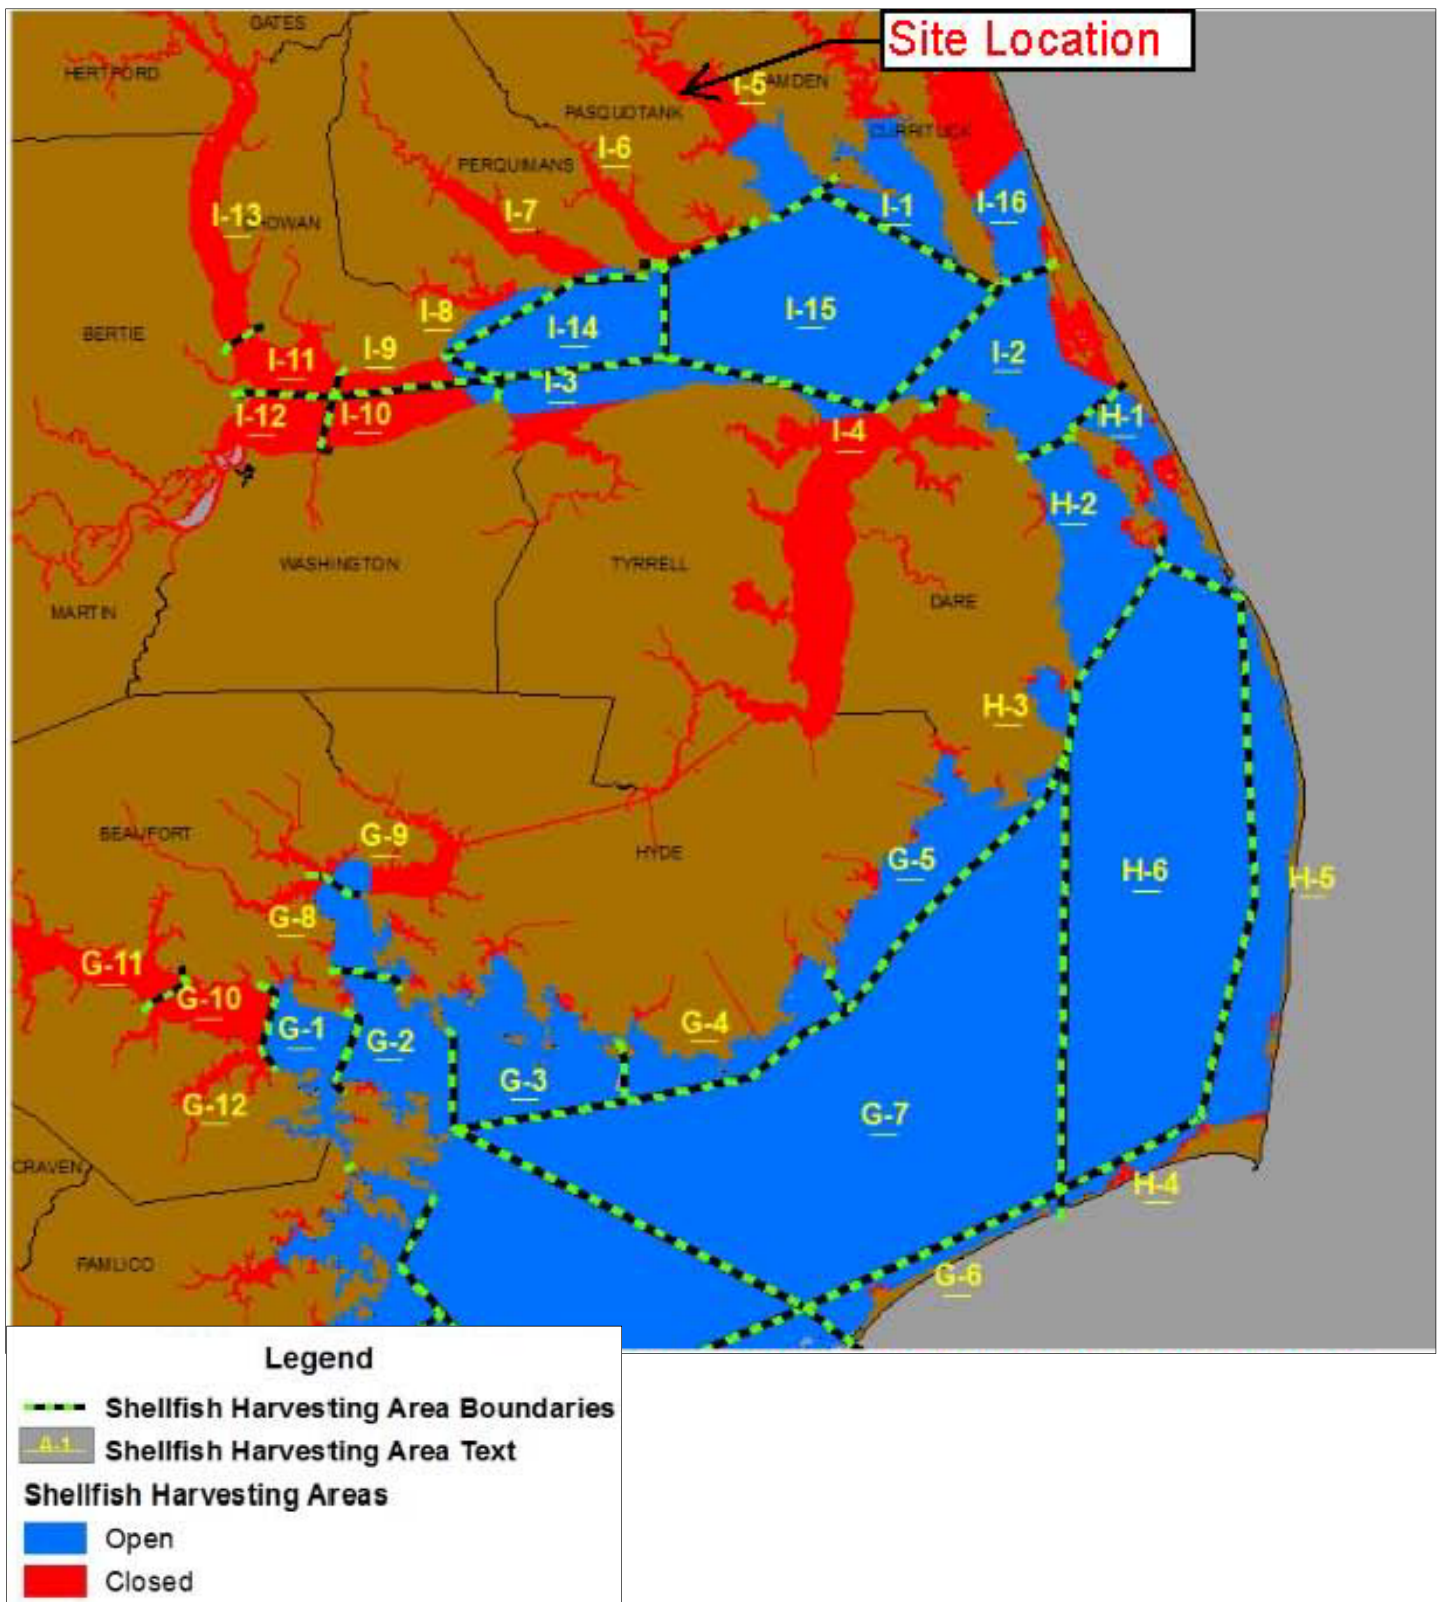 GATES
Site Location
HERTFORD
I-5
CAMDEN
PASQUOTANK
CURRITUCK
I-6
PERQUIMANS
I-13
CHOWAN
I-7
I-1
I-16
I-8
I-14
I-15
BERTIE
I-11
I-9
I-2
I-3
I-12
I-10
I-4
H-1
H-2
WASHINGTON
TYRRELL
MARTIN
DARE
H-3
BEAUFORT
G-9
HYDE
G-5
H-6
H-5
G-8
G-11
G-10
G-1
G-2
G-4
G-3
G-12
G-7
CRAVEN
H-4
PAMLICO
G-6
Legend
Shellfish Harvesting Area Boundaries
A-1 Shellfish Harvesting Area Text
Shellfish Harvesting Areas
Open
Closed